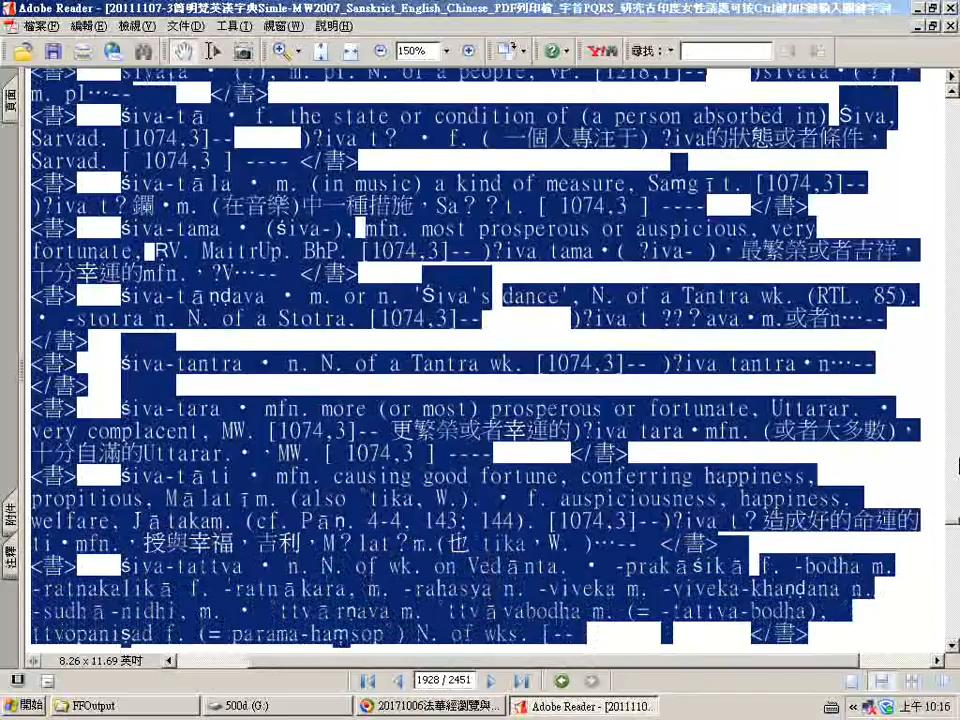 Adobe Reader - [20111107-3首明梵英漢字典Simle-MW2007_Sanskrict_English_Chinese_PDF列印檔_字首PQRS_研究古印度女性議題可按Ctrl鍵加F鍵輸入關鍵字詞
檔案(F) 編輯(E) 檢視(V) 文件(D) 工具(T) 視窗(W) 說明(H)
150% 尋找:
頁面
附件
注釋
<書> śivaṭa (?), m. pl. N. of a people, VP. [1218,1]-- )śivata (??),
m. pl…-- </書>
<書> śiva-tā ‧ f. the state or condition of (a person absorbed in) Śiva,
Sarvad. [1074,3]-- )?iva t? ‧ f. ( 一個人專注于) ?iva的狀態或者條件,
Sarvad. [ 1074,3 ] ---- </書>
<書> śiva-tāla ‧ m. (in music) a kind of measure, Saṃgīt. [1074,3]--
)?iva t?鑭‧m. (在音樂)中一種措施,Sa??t. [ 1074,3 ] ---- </書>
<書> śiva-tama ‧ (śiva-), mfn. most prosperous or auspicious, very
fortunate, RV. MaitrUp. BhP. [1074,3]-- )?iva tama‧( ?iva- ),最繁榮或者吉祥,
十分幸運的mfn. ,?V…-- </書>
<書> śiva-tāṇḍava ‧ m. or n. 'Śiva's dance', N. of a Tantra wk. (RTL. 85).
‧ -stotra n. N. of a Stotra. [1074,3]-- )?iva t ???ava‧m.或者n…--
</書>
<書> śiva-tantra ‧ n. N. of a Tantra wk. [1074,3]-- )?iva tantra‧n…--
</書>
<書> śiva-tara ‧ mfn. more (or most) prosperous or fortunate, Uttarar. ‧
very complacent, MW. [1074,3]-- 更繁榮或者幸運的)?iva tara‧mfn. (或者大多數),
十分自滿的Uttarar.‧,MW. [ 1074,3 ] ---- </書>
<書> śiva-tāti ‧ mfn. causing good fortune, conferring happiness,
propitious, Mālatīm. (also tika, W.). ‧ f. auspiciousness, happiness,
welfare, Jātakam. (cf. Pāṇ. 4-4, 143; 144). [1074,3]--)?iva t?造成好的命運的
ti‧mfn.,授與幸福,吉利,M?lat?m.(也 tika,W. )…-- </書>
<書> śiva-tattva ‧ n. N. of wk. on Vedānta. ‧ -prakāśikā f. -bodha m.
-ratnakalikā f. -ratnākara, m. -rahasya n. -viveka m. -viveka-khaṇḍana n.
-sudhā-nidhi, m. ‧ ttvārnava m. ttvāvabodha m. (= -tattva-bodha),
ttvopaniṣad f. (= parama-haṃsop ) N. of wks. [-- </書>
8.26 x 11.69 英吋
1928 / 2451
開始 FFOutput 500d (G:) 20171006法華經瀏覽與... Adobe Reader - [2011110... 上午 10:16